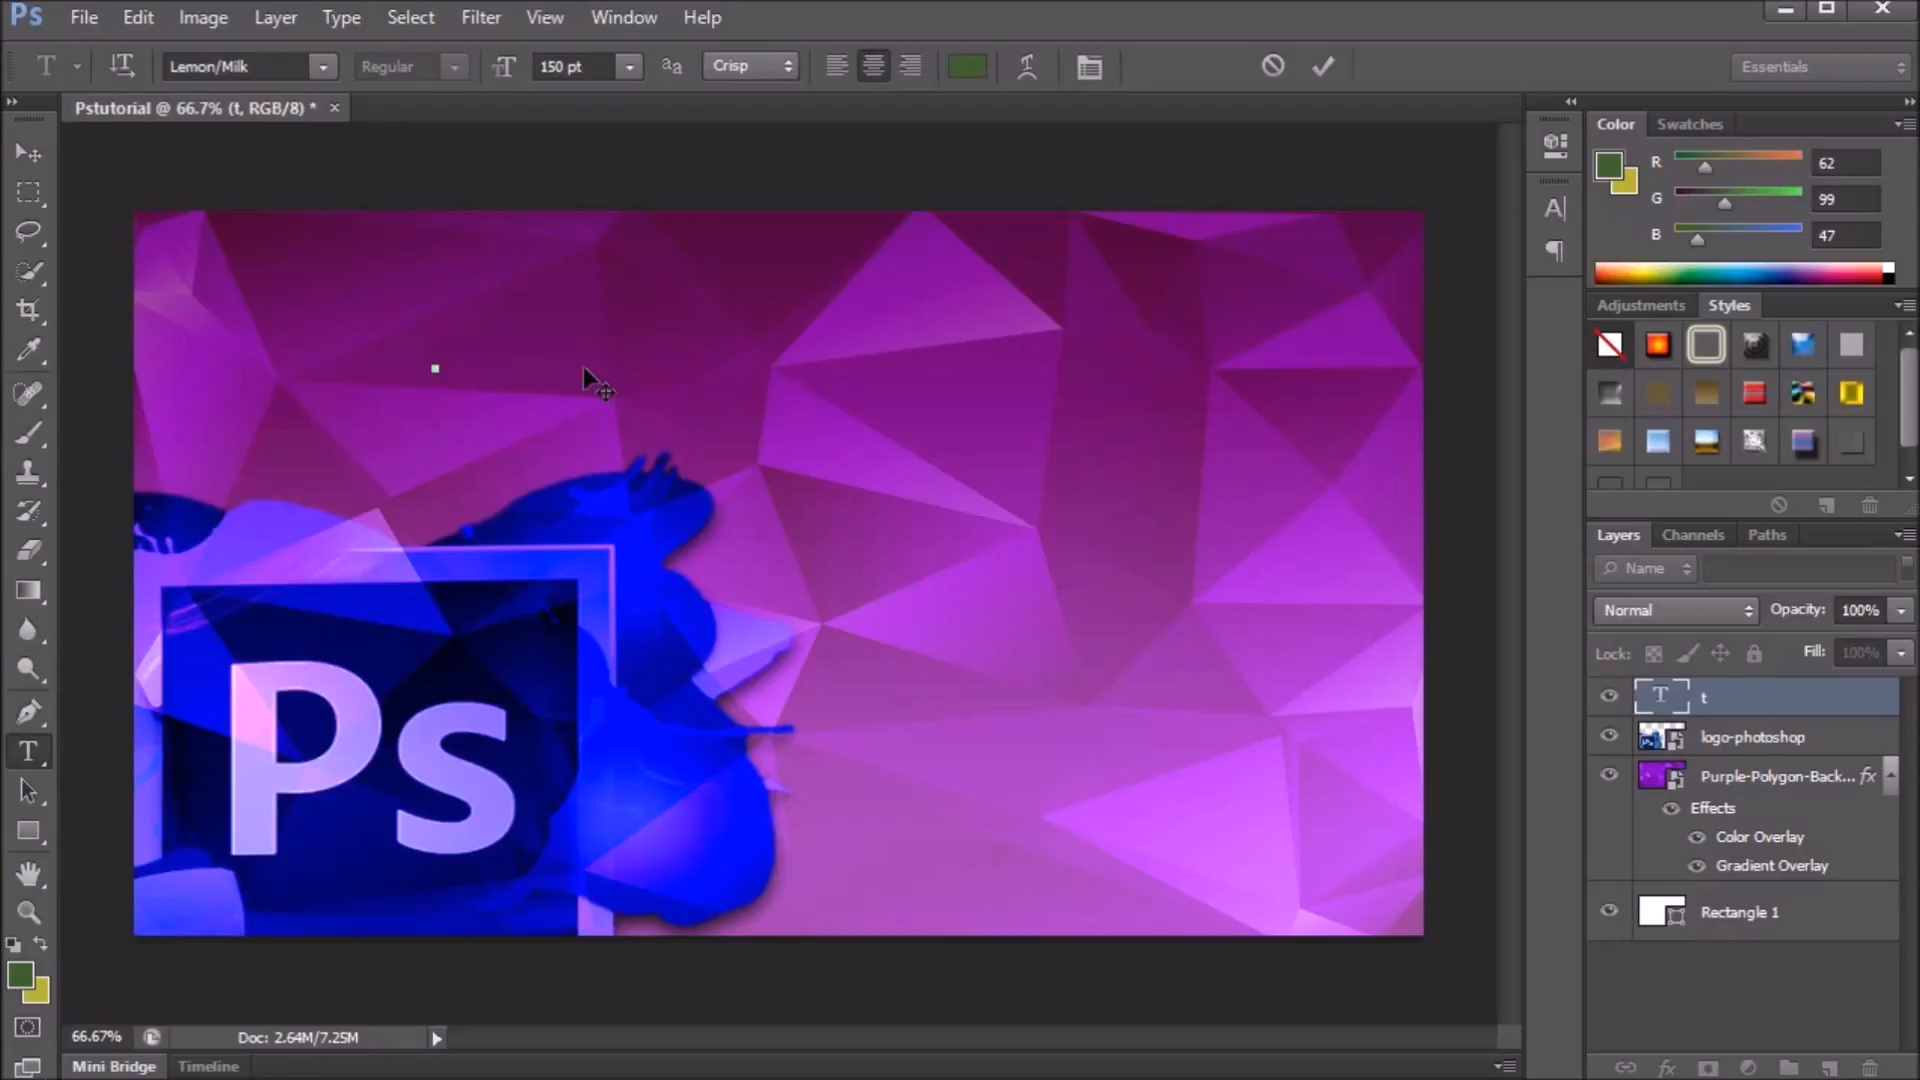 Ps File Edit Image Layer Type Select Filter View Window Help
T Lemon/Milk Regular 150 pt aa Crisp Essentials
Pstutorial @ 66.7% (t, RGB/8) * ×
Color Swatches
R 62
G 99
B 47
Adjustments Styles
Layers Channels Paths
Name
Normal Opacity: 100%
Lock: Fill: 100%
T t
logo-photoshop
Purple-Polygon-Back... fx
Effects
Color Overlay
Gradient Overlay
Rectangle 1
Ps
66.67% Doc: 2.64M/7.25M
Mini Bridge Timeline